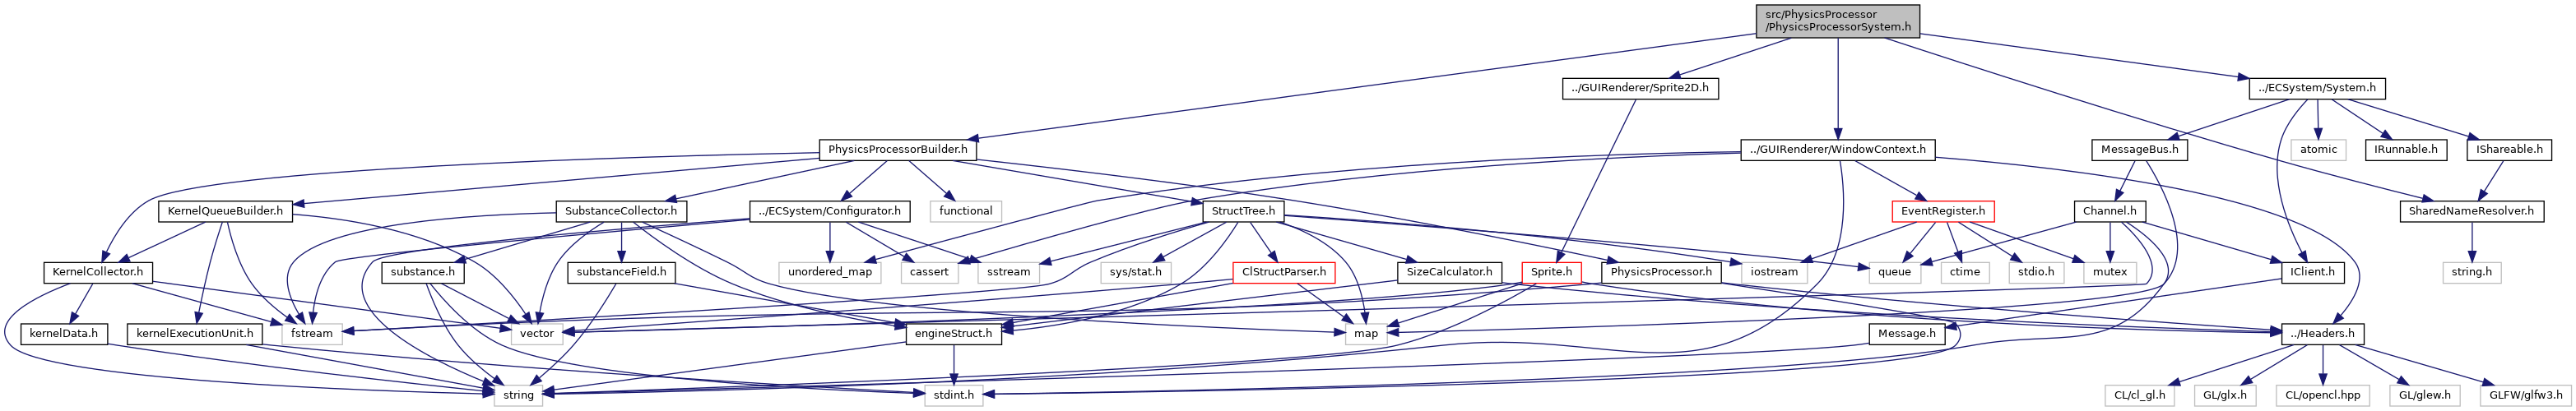 src/PhysicsProcessor
/PhysicsProcessorSystem.h
../GUIRenderer/Sprite2D.h
../ECSystem/System.h
PhysicsProcessorBuilder.h
../GUIRenderer/WindowContext.h
MessageBus.h
atomic
IRunnable.h
IShareable.h
KernelQueueBuilder.h
SubstanceCollector.h
../ECSystem/Configurator.h
functional
StructTree.h
EventRegister.h
Channel.h
SharedNameResolver.h
KernelCollector.h
substance.h
substanceField.h
unordered_map
cassert
sstream
sys/stat.h
ClStructParser.h
SizeCalculator.h
Sprite.h
PhysicsProcessor.h
iostream
queue
ctime
stdio.h
mutex
IClient.h
string.h
kernelData.h
kernelExecutionUnit.h
fstream
vector
engineStruct.h
map
Message.h
../Headers.h
string
stdint.h
CL/cl_gl.h
GL/glx.h
CL/opencl.hpp
GL/glew.h
GLFW/glfw3.h